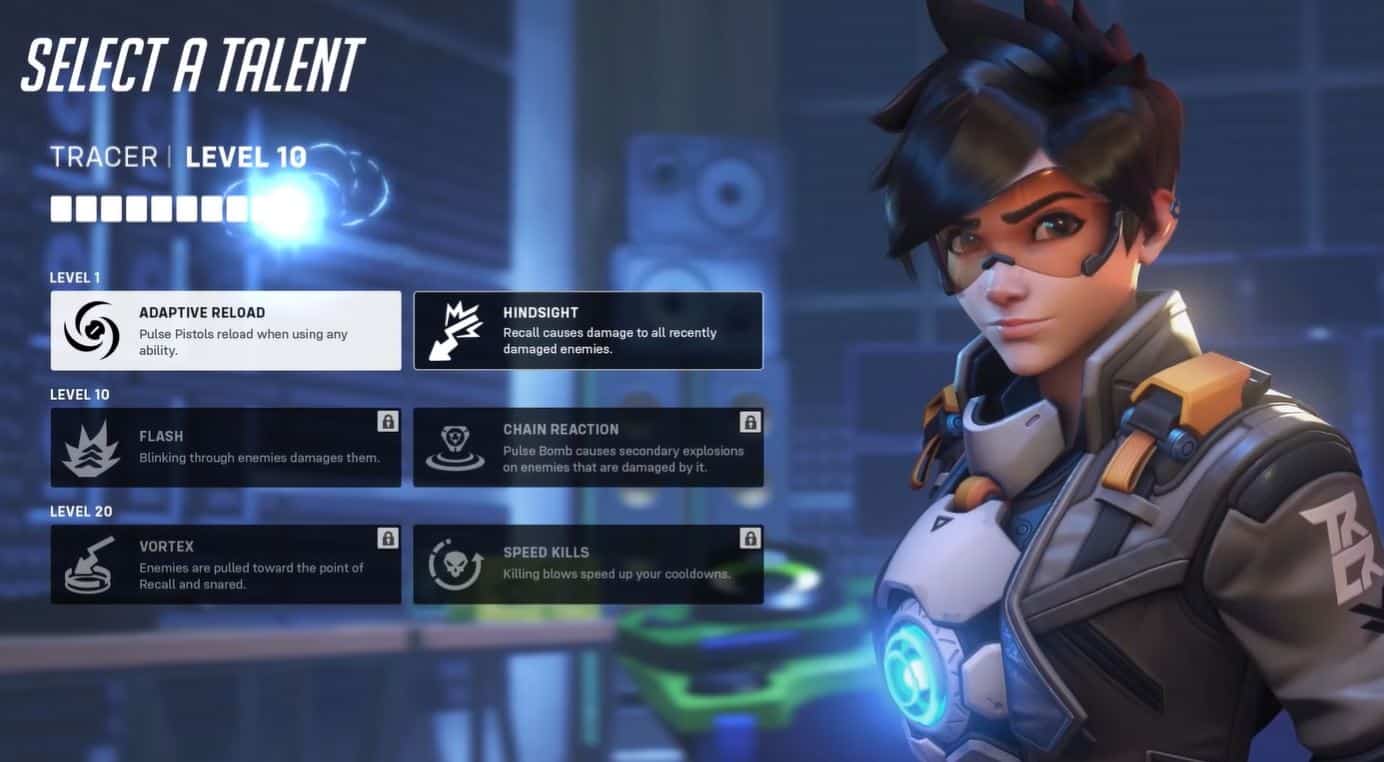 SELECT A TALENT
TRACER | LEVEL 10
LEVEL 1
ADAPTIVE RELOAD
Pulse Pistols reload when using any
ability.
HINDSIGHT
Recall causes damage to all recently
damaged enemies.
LEVEL 10
FLASH
Blinking through enemies damages them.
CHAIN REACTION
Pulse Bomb causes secondary explosions
on enemies that are damaged by it.
LEVEL 20
VORTEX
Enemies are pulled toward the point of
Recall and snared.
SPEED KILLS
Killing blows speed up your cooldowns.
TR
CR